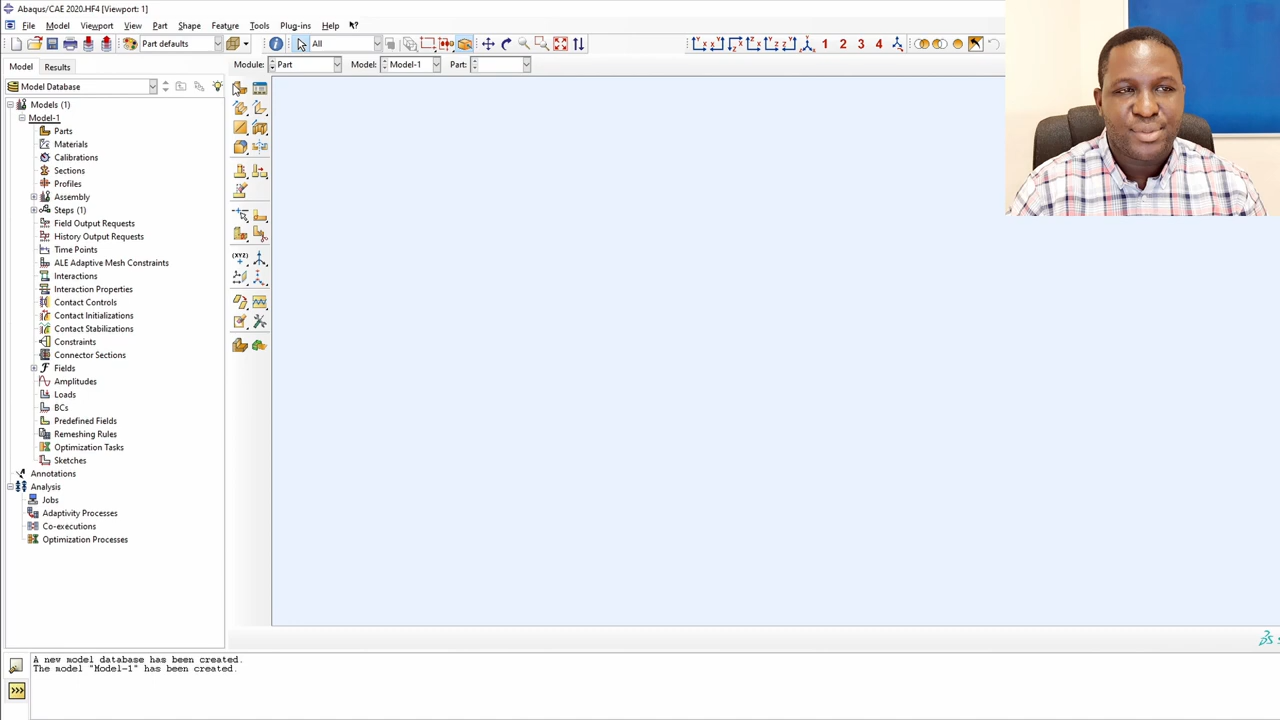 Abaqus/CAE 2020.HF4 [Viewport: 1]
File Model Viewport View Part Shape Feature Tools Plug-ins Help
Part defaults All 1 2 3 4
Model Results
Module: Part Model: Model-1 Part:
Model Database
Models (1)
Model-1
Parts
Materials
Calibrations
Sections
Profiles
Assembly
Steps (1)
Field Output Requests
History Output Requests
Time Points
ALE Adaptive Mesh Constraints
Interactions
Interaction Properties
Contact Controls
Contact Initializations
Contact Stabilizations
Constraints
Connector Sections
Fields
Amplitudes
Loads
BCs
Predefined Fields
Remeshing Rules
Optimization Tasks
Sketches
Annotations
Analysis
Jobs
Adaptivity Processes
Co-executions
Optimization Processes
(XYZ)
A new model database has been created.
The model "Model-1" has been created.
>>>